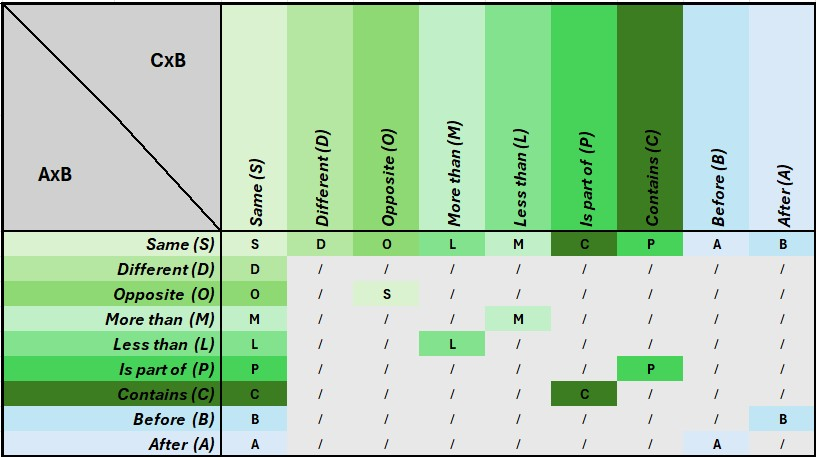 CxB
AxB
Same (S) Different (D) Opposite (O) More than (M) Less than (L) Is part of (P) Contains (C) Before (B) After (A)
Same (S) S D O L M C P A B
Different (D) D / / / / / / / /
Opposite (O) O / S / / / / / /
More than (M) M / / / M / / / /
Less than (L) L / / L / / / / /
Is part of (P) P / / / / / P / /
Contains (C) C / / / / C / / /
Before (B) B / / / / / / / B
After (A) A / / / / / / A /